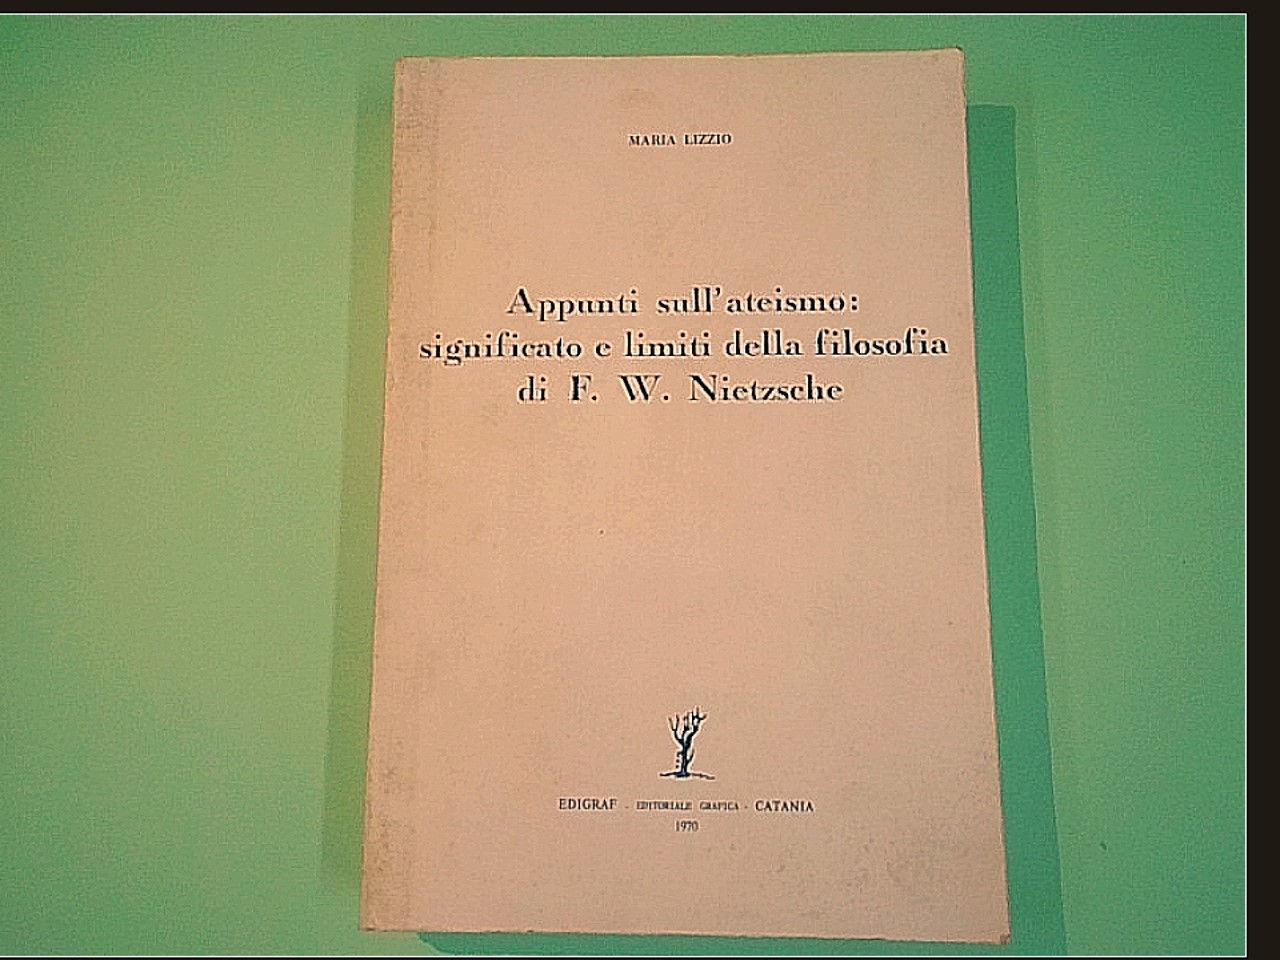 MARIA LIZZIO
Appunti sull'ateismo:
significato e limiti della filosofia
di F. W. Nietzsche
EDIGRAF - EDITORIALE GRAFICA - CATANIA
1970